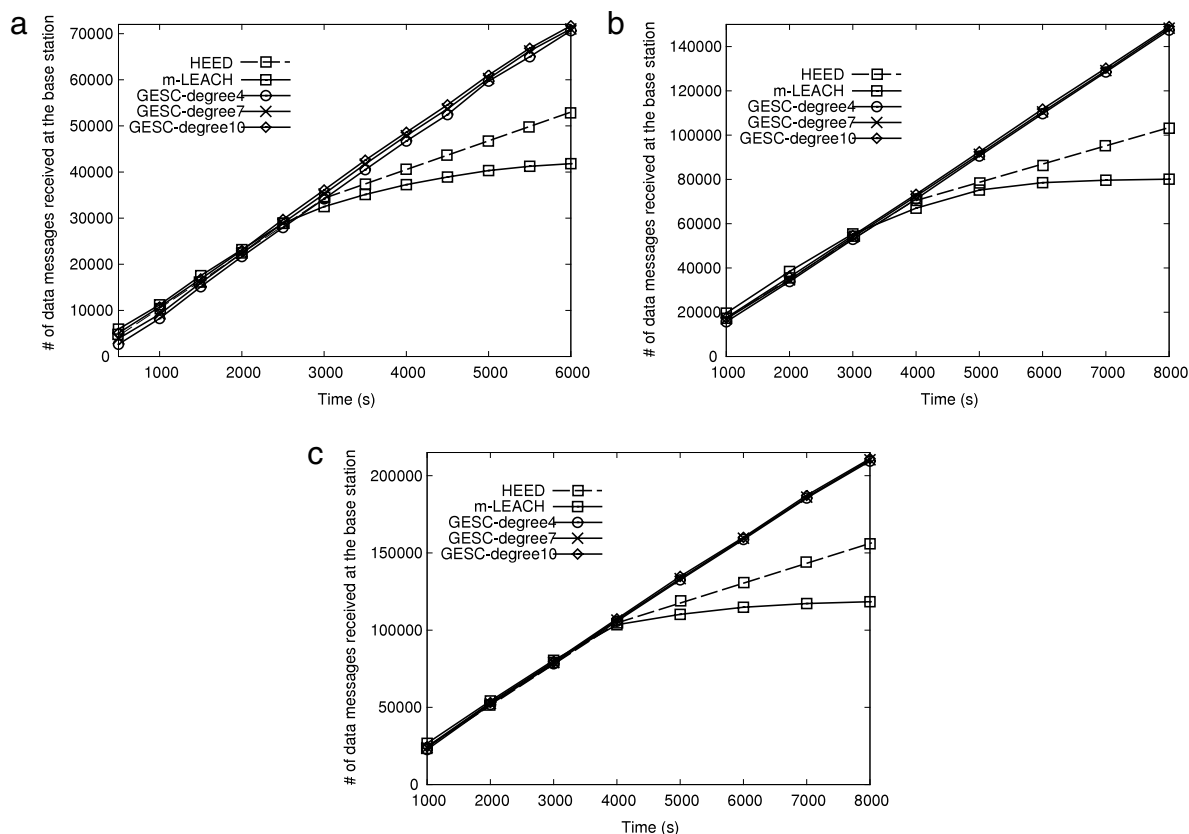 a
# of data messages received at the base station
70000
60000
50000
40000
30000
20000
10000
0
HEED
m-LEACH
GESC-degree4
GESC-degree7
GESC-degree10
1000 2000 3000 4000 5000 6000
Time (s)
b
# of data messages received at the base station
140000
120000
100000
80000
60000
40000
20000
0
HEED
m-LEACH
GESC-degree4
GESC-degree7
GESC-degree10
1000 2000 3000 4000 5000 6000 7000 8000
Time (s)
c
# of data messages received at the base station
200000
150000
100000
50000
0
HEED
m-LEACH
GESC-degree4
GESC-degree7
GESC-degree10
1000 2000 3000 4000 5000 6000 7000 8000
Time (s)